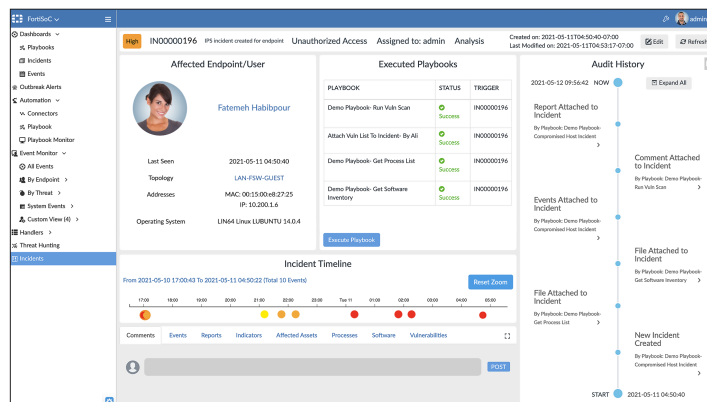 FortiSoC
admin
Dashboards
Playbooks
Incidents
Events
Outbreak Alerts
Automation
Connectors
Playbook
Playbook Monitor
Event Monitor
All Events
By Endpoint
By Threat
System Events
Custom View (4)
Handlers
Threat Hunting
Incidents
High IN00000196 IPS incident created for endpoint Unauthorized Access Assigned to: admin Analysis
Created on: 2021-05-11T04:50:40-07:00
Last Modified on: 2021-05-11T04:53:17-07:00
Edit
Refresh
Affected Endpoint/User
Fatemeh Habibpour
Last Seen 2021-05-11 04:50:40
Topology LAN-FSW-GUEST
Addresses MAC: 00:15:00:e8:27:25
IP: 10.200.1.6
Operating System LIN64 Linux LUBUNTU 14.0.4
Executed Playbooks
PLAYBOOK STATUS TRIGGER
Demo Playbook- Run Vuln Scan Success IN00000196
Attach Vuln List To Incident- By Ali Success IN00000196
Demo Playbook- Get Process List Success IN00000196
Demo Playbook- Get Software Inventory Success IN00000196
Execute Playbook
Incident Timeline
From 2021-05-10 17:00:43 To 2021-05-11 04:50:22 (Total 10 Events)
Reset Zoom
17:00 18:00 19:00 20:00 21:00 22:00 23:00 Tue 11 01:00 02:00 03:00 04:00 05:00
Comments Events Reports Indicators Affected Assets Processes Software Vulnerabilities
POST
Audit History
2021-05-12 09:56:42 NOW
Expand All
Report Attached to
Incident
By Playbook: Demo Playbook-
Compromised Host Incident
Comment Attached
to Incident
By Playbook: Demo Playbook-
Run Vuln Scan
Events Attached to
Incident
By Playbook: Demo Playbook-
Compromised Host Incident
File Attached to
Incident
By Playbook: Demo Playbook-
Get Software Inventory
File Attached to
Incident
By Playbook: Demo Playbook-
Get Process List
New Incident
Created
By Playbook: Demo Playbook-
Compromised Host Incident
START 2021-05-11 04:50:40